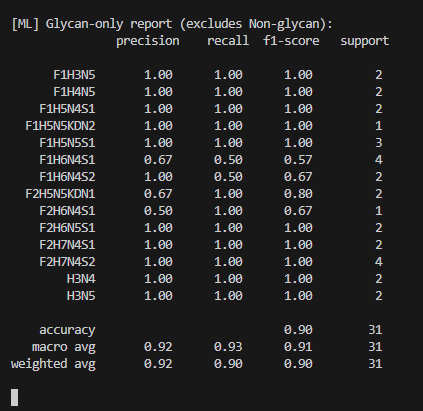 [ML] Glycan-only report (excludes Non-glycan):
precision recall f1-score support
F1H3N5 1.00 1.00 1.00 2
F1H4N5 1.00 1.00 1.00 2
F1H5N4S1 1.00 1.00 1.00 2
F1H5N5KDN2 1.00 1.00 1.00 1
F1H5N5S1 1.00 1.00 1.00 3
F1H6N4S1 0.67 0.50 0.57 4
F1H6N4S2 1.00 0.50 0.67 2
F2H5N5KDN1 0.67 1.00 0.80 2
F2H6N4S1 0.50 1.00 0.67 1
F2H6N5S1 1.00 1.00 1.00 2
F2H7N4S1 1.00 1.00 1.00 2
F2H7N4S2 1.00 1.00 1.00 4
H3N4 1.00 1.00 1.00 2
H3N5 1.00 1.00 1.00 2
accuracy 0.90 31
macro avg 0.92 0.93 0.91 31
weighted avg 0.92 0.90 0.90 31